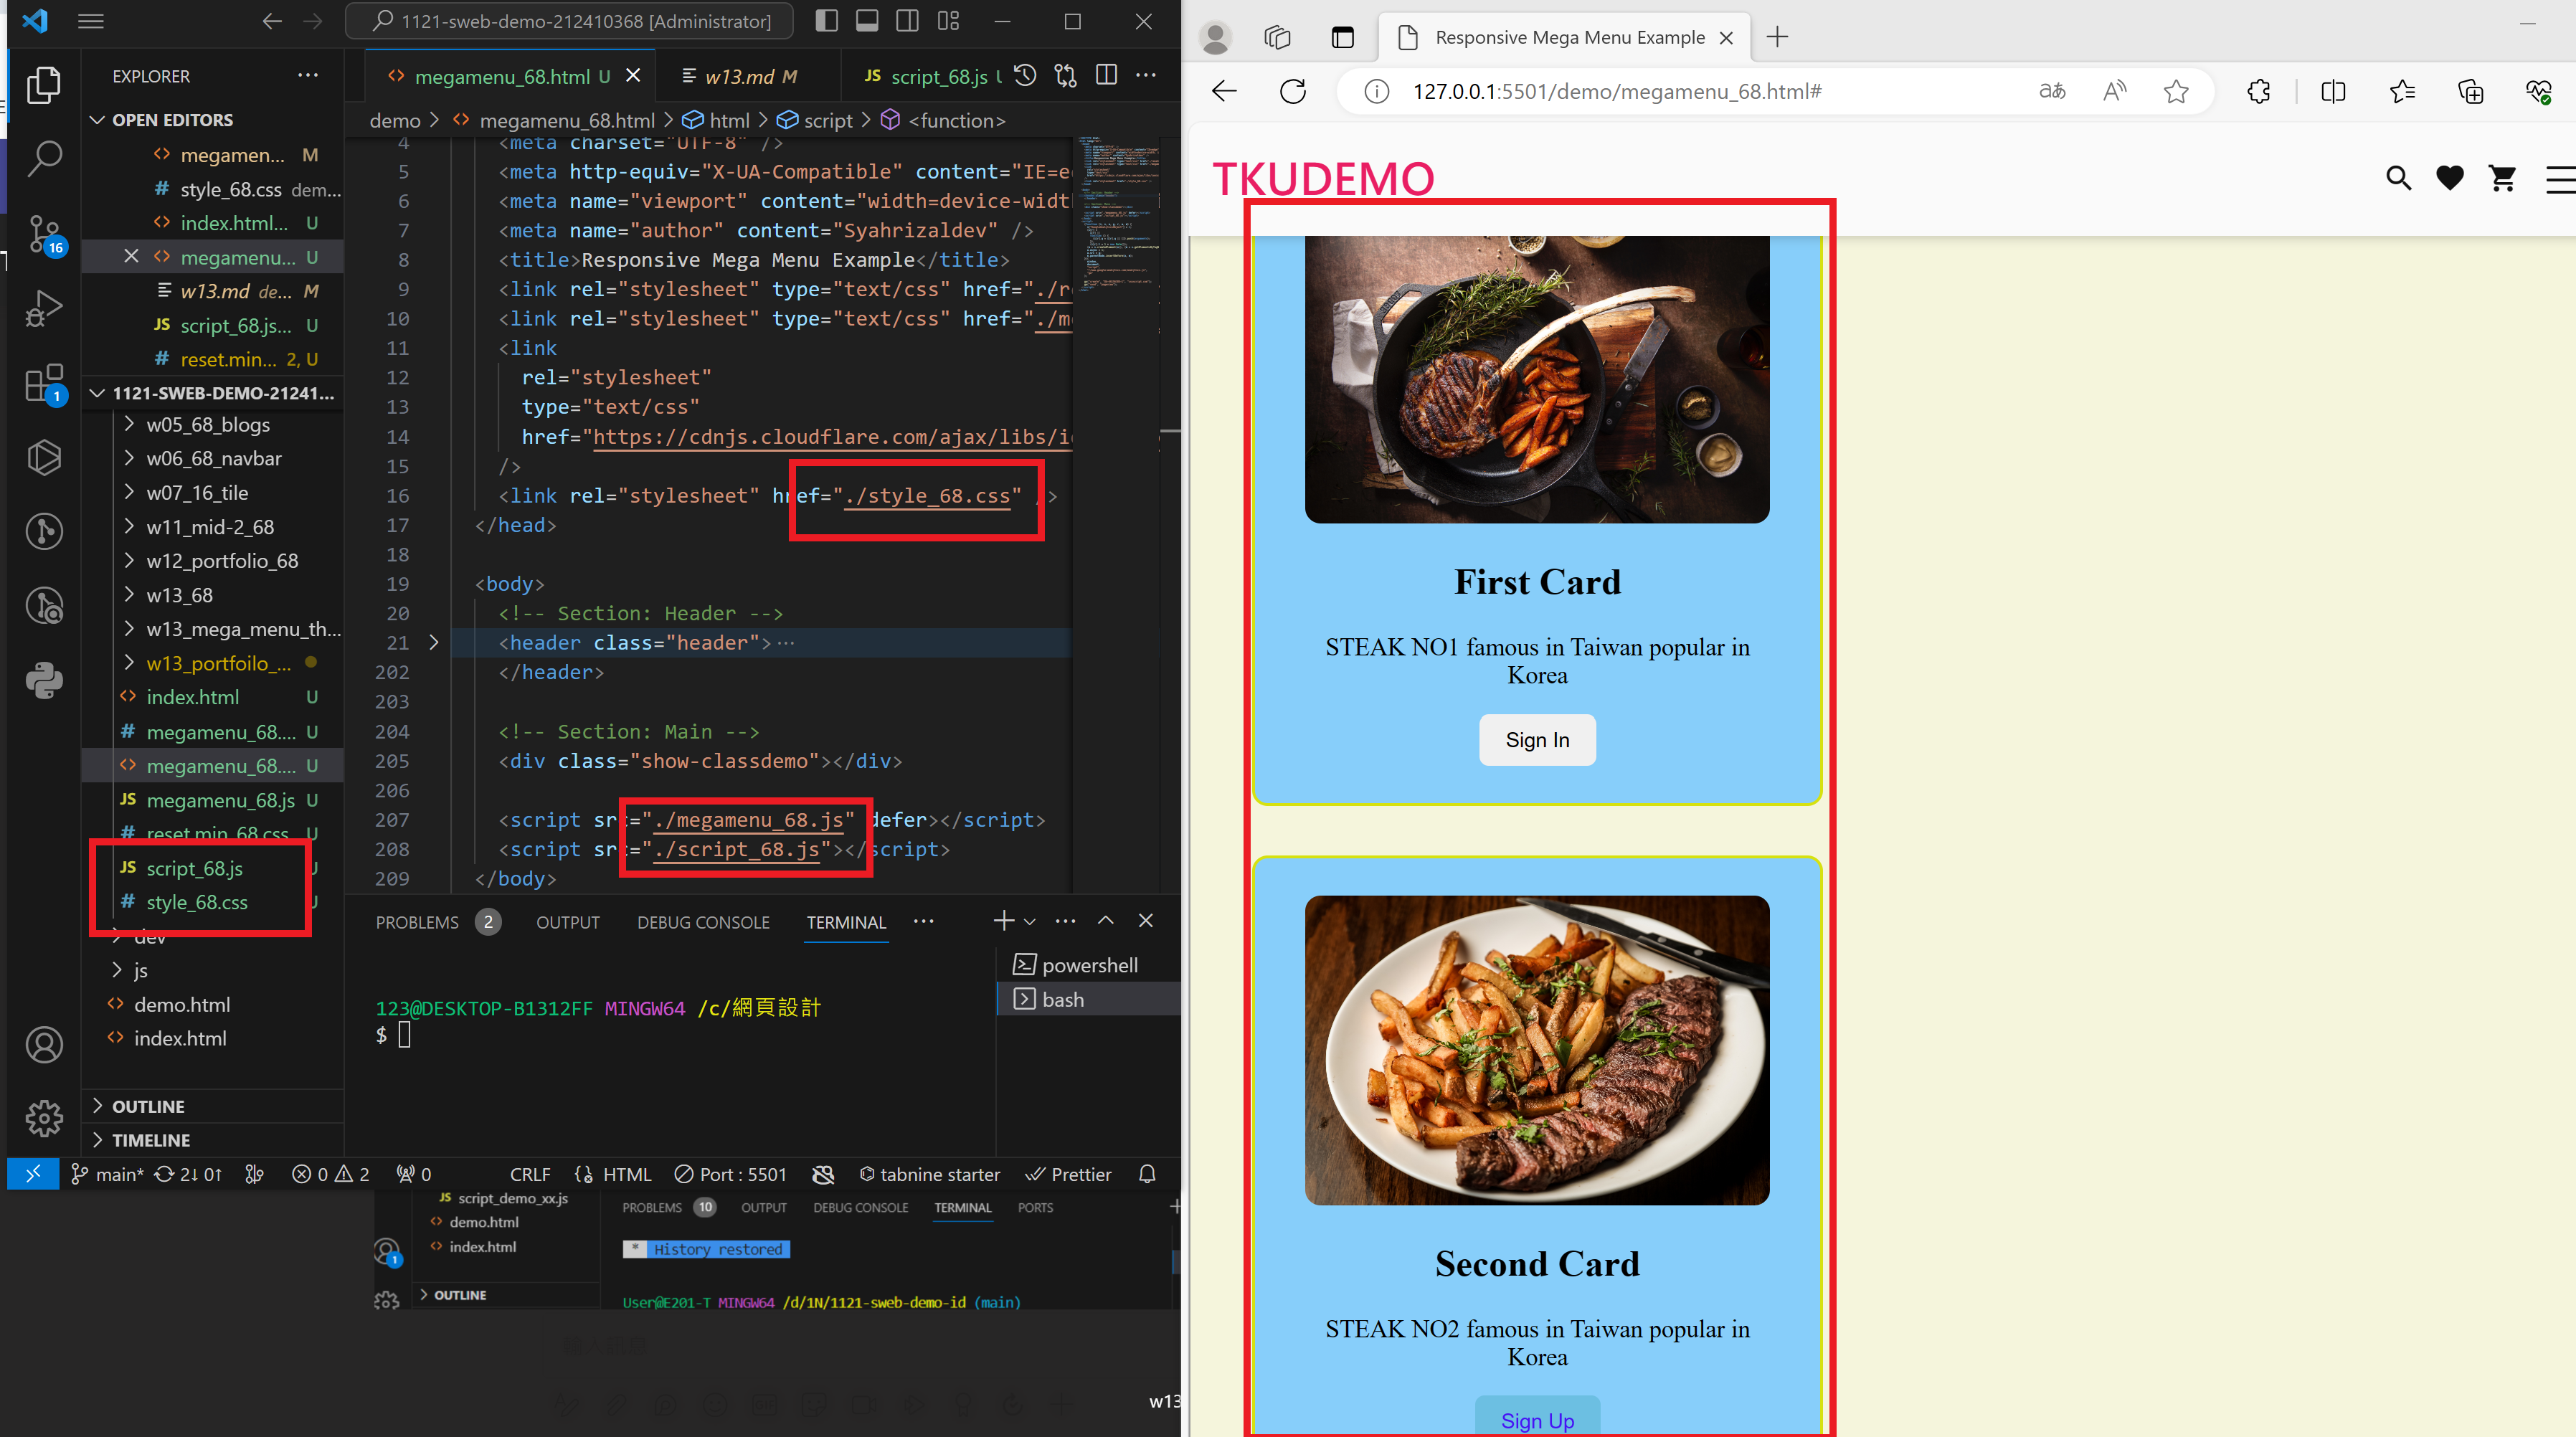 1121-sweb-demo-212410368 [Administrator]
EXPLORER
OPEN EDITORS
megamen... M
style_68.css dem...
index.html... U
megamenu... U
w13.md de... M
script_68.js... U
reset.min... 2, U
1121-SWEB-DEMO-21241...
w05_68_blogs
w06_68_navbar
w07_16_tile
w11_mid-2_68
w12_portfolio_68
w13_68
w13_mega_menu_th...
w13_portfoilo_...
index.html U
megamenu_68.... U
megamenu_68.... U
megamenu_68.js U
reset.min_68.css U
script_68.js U
style_68.css U
dev
js
demo.html
index.html
OUTLINE
TIMELINE
16
1
megamenu_68.html U
w13.md M
script_68.js
demo > megamenu_68.html > html > script > <function>
4 <meta charset="UTF-8" />
5 <meta http-equiv="X-UA-Compatible" content="IE=e
6 <meta name="viewport" content="width=device-widt
7 <meta name="author" content="Syahrizaldev" />
8 <title>Responsive Mega Menu Example</title>
9 <link rel="stylesheet" type="text/css" href="./r
10 <link rel="stylesheet" type="text/css" href="./m
11 <link
12 rel="stylesheet"
13 type="text/css"
14 href="https://cdnjs.cloudflare.com/ajax/libs/i
15 />
16 <link rel="stylesheet" href="./style_68.css" />
17 </head>
18
19 <body>
20 <!-- Section: Header -->
21 <header class="header">···
202 </header>
203
204 <!-- Section: Main -->
205 <div class="show-classdemo"></div>
206
207 <script src="./megamenu_68.js" defer></script>
208 <script src="./script_68.js"></script>
209 </body>
PROBLEMS 2 OUTPUT DEBUG CONSOLE TERMINAL
powershell
bash
123@DESKTOP-B1312FF MINGW64 /c/網頁設計
$
main* 2↓ 0↑ 0 2 0 CRLF HTML Port : 5501 tabnine starter Prettier
script_demo_xx.js
demo.html
index.html
1
OUTLINE
PROBLEMS 10 OUTPUT DEBUG CONSOLE TERMINAL PORTS
* History restored
User@E201-T MINGW64 /d/1N/1121-sweb-demo-id (main)
w13
Responsive Mega Menu Example
127.0.0.1:5501/demo/megamenu_68.html#
TKUDEMO
First Card
STEAK NO1 famous in Taiwan popular in
Korea
Sign In
Second Card
STEAK NO2 famous in Taiwan popular in
Korea
Sign Up